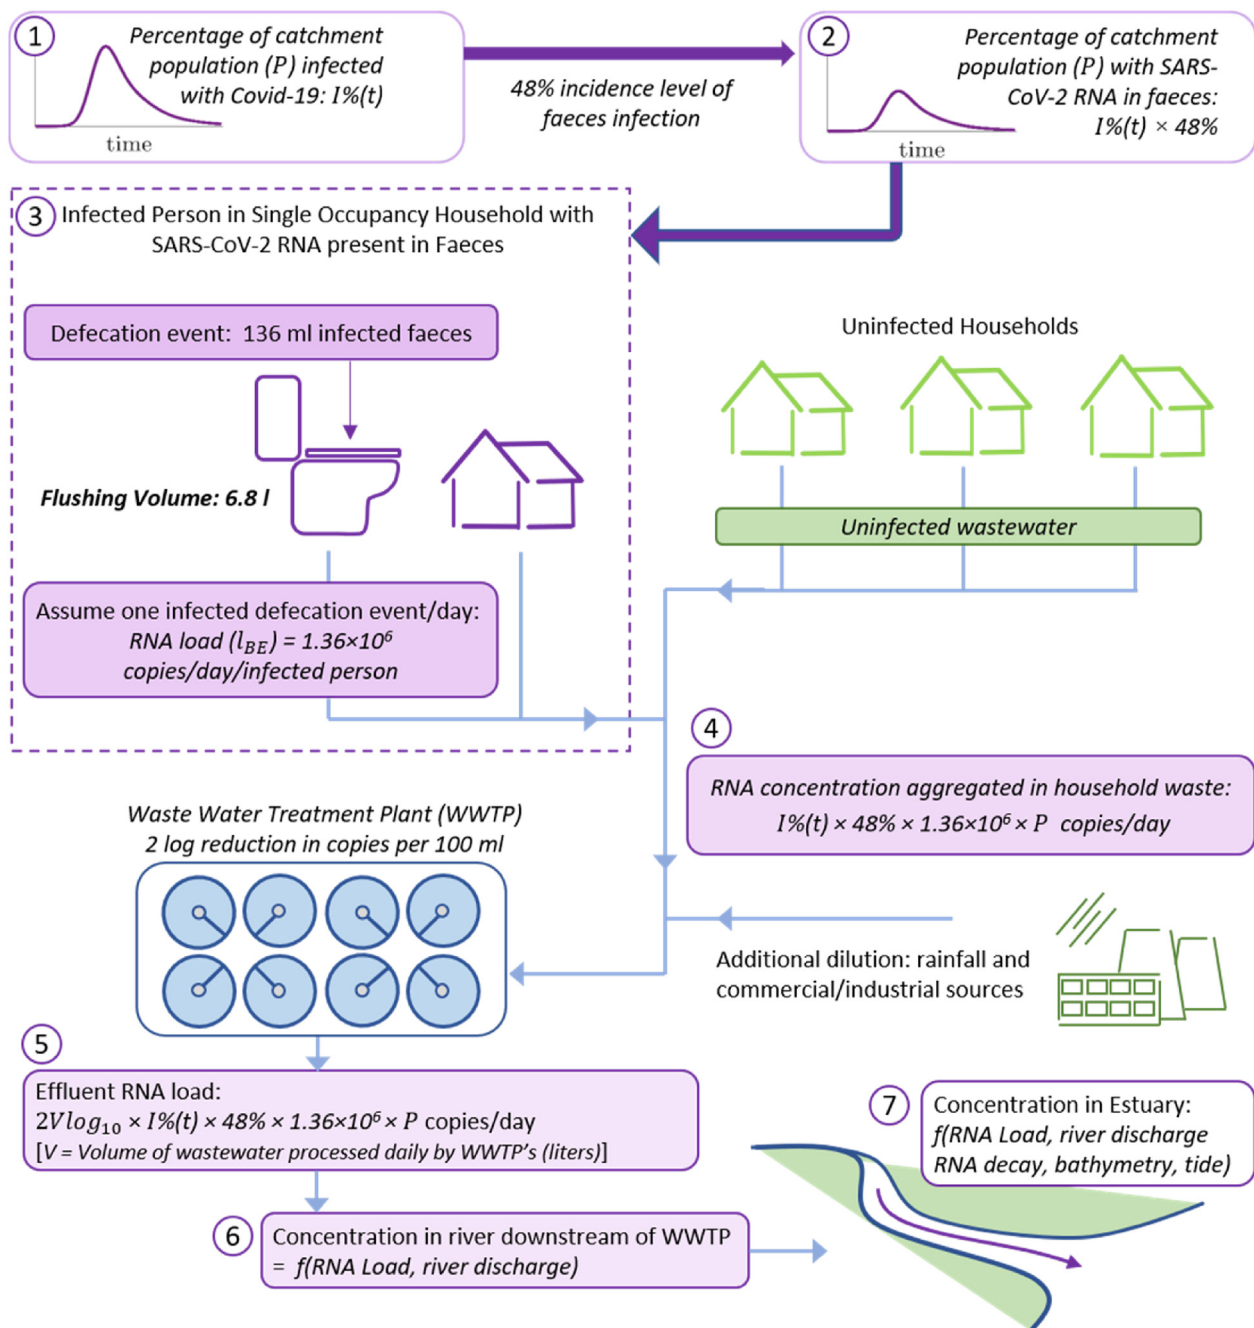 1
Percentage of catchment
population (P) infected
with Covid-19: I%(t)
time
48% incidence level of
faeces infection
2
Percentage of catchment
population (P) with SARS-
CoV-2 RNA in faeces:
I%(t) × 48%
time
3
Infected Person in Single Occupancy Household with
SARS-CoV-2 RNA present in Faeces
Defecation event: 136 ml infected faeces
Flushing Volume: 6.8 l
Assume one infected defecation event/day:
RNA load (l_BE) = 1.36×10⁶
copies/day/infected person
Uninfected Households
Uninfected wastewater
4
RNA concentration aggregated in household waste:
I%(t) × 48% × 1.36×10⁶ × P copies/day
Waste Water Treatment Plant (WWTP)
2 log reduction in copies per 100 ml
Additional dilution: rainfall and
commercial/industrial sources
5
Effluent RNA load:
2Vlog₁₀ × I%(t) × 48% × 1.36×10⁶ × P copies/day
[V = Volume of wastewater processed daily by WWTP's (liters)]
6
Concentration in river downstream of WWTP
= f(RNA Load, river discharge)
7
Concentration in Estuary:
f(RNA Load, river discharge
RNA decay, bathymetry, tide)